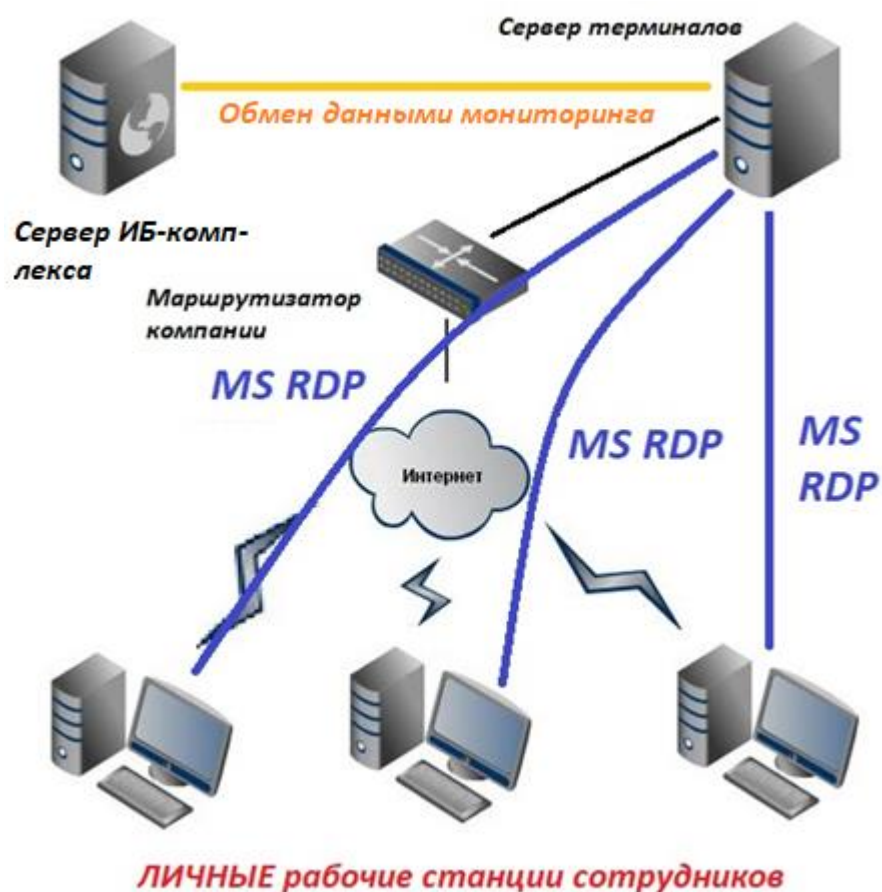 Сервер терминалов
Обмен данными мониторинга
Сервер ИБ-комп-
лекса
Маршрутизатор
компании
MS RDP
MS RDP
MS
RDP
Интернет
ЛИЧНЫЕ рабочие станции сотрудников